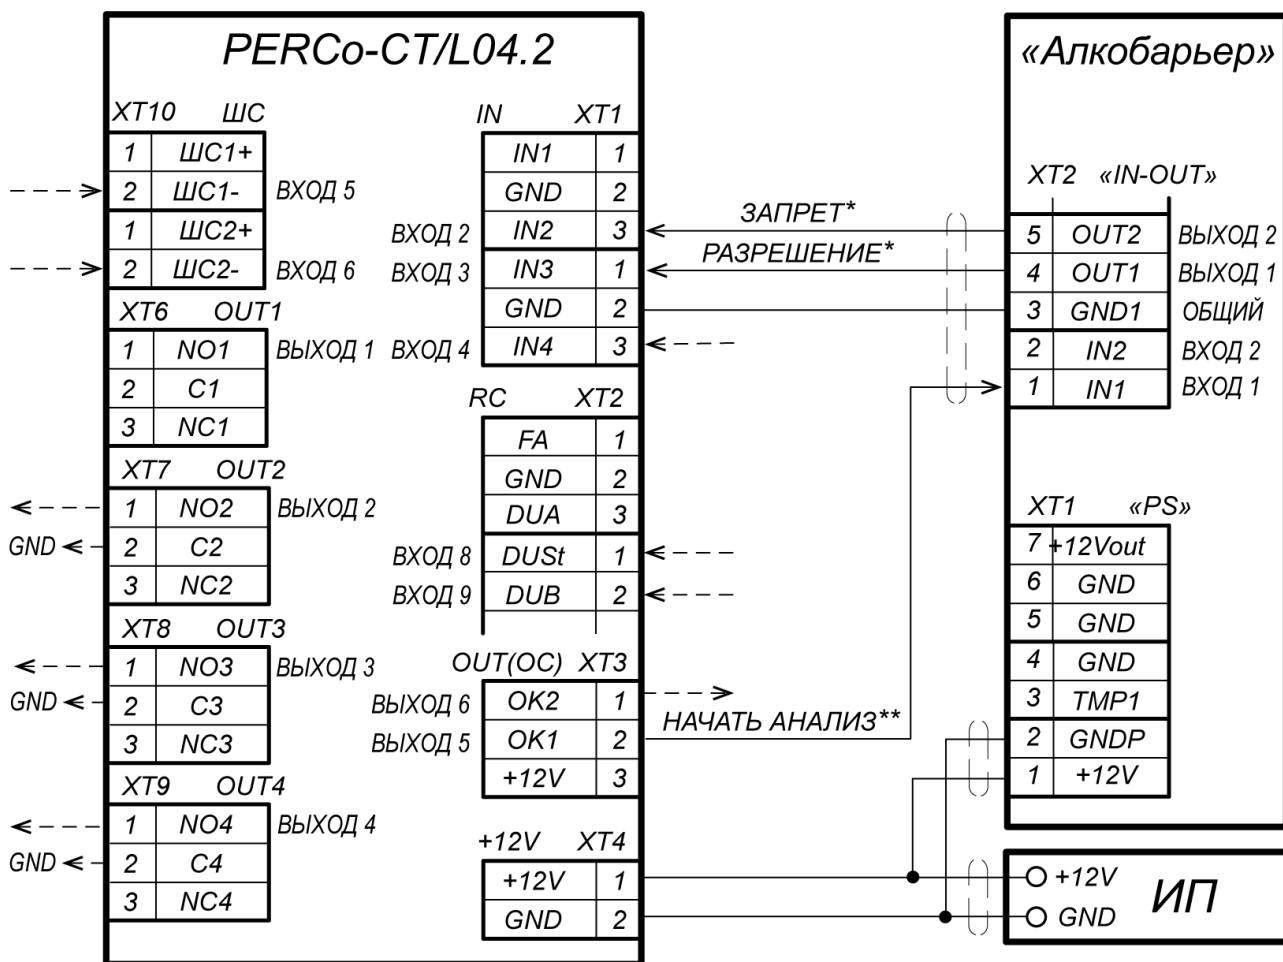 PERCo-CT/L04.2
XT10 ШС
1 ШС1+
2 ШС1- ВХОД 5
1 ШС2+
2 ШС2- ВХОД 6
XT6 OUT1
1 NO1 ВЫХОД 1
2 C1
3 NC1
XT7 OUT2
1 NO2 ВЫХОД 2
GND 2 C2
3 NC2
XT8 OUT3
1 NO3 ВЫХОД 3
GND 2 C3
3 NC3
XT9 OUT4
1 NO4 ВЫХОД 4
GND 2 C4
3 NC4
IN XT1
IN1 1
GND 2
ВХОД 2 IN2 3
ВХОД 3 IN3 1
GND 2
ВХОД 4 IN4 3
RC XT2
FA 1
GND 2
DUA 3
ВХОД 8 DUSt 1
ВХОД 9 DUB 2
OUT(OC) XT3
ВЫХОД 6 OK2 1
ВЫХОД 5 OK1 2
+12V 3
+12V XT4
+12V 1
GND 2
ЗАПРЕТ*
РАЗРЕШЕНИЕ*
НАЧАТЬ АНАЛИЗ**
«Алкобарьер»
XT2 «IN-OUT»
5 OUT2 ВЫХОД 2
4 OUT1 ВЫХОД 1
3 GND1 ОБЩИЙ
2 IN2 ВХОД 2
1 IN1 ВХОД 1
XT1 «PS»
7 +12Vout
6 GND
5 GND
4 GND
3 TMP1
2 GNDP
1 +12V
+12V
GND
ИП